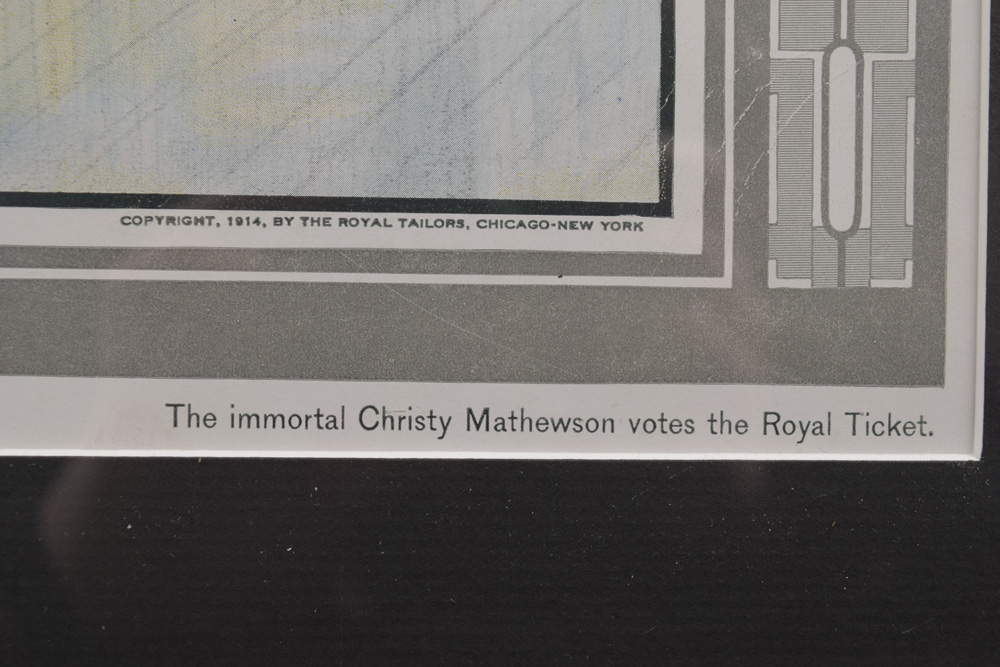 COPYRIGHT, 1914, BY THE ROYAL TAILORS, CHICAGO-NEW YORK
The immortal Christy Mathewson votes the Royal Ticket.